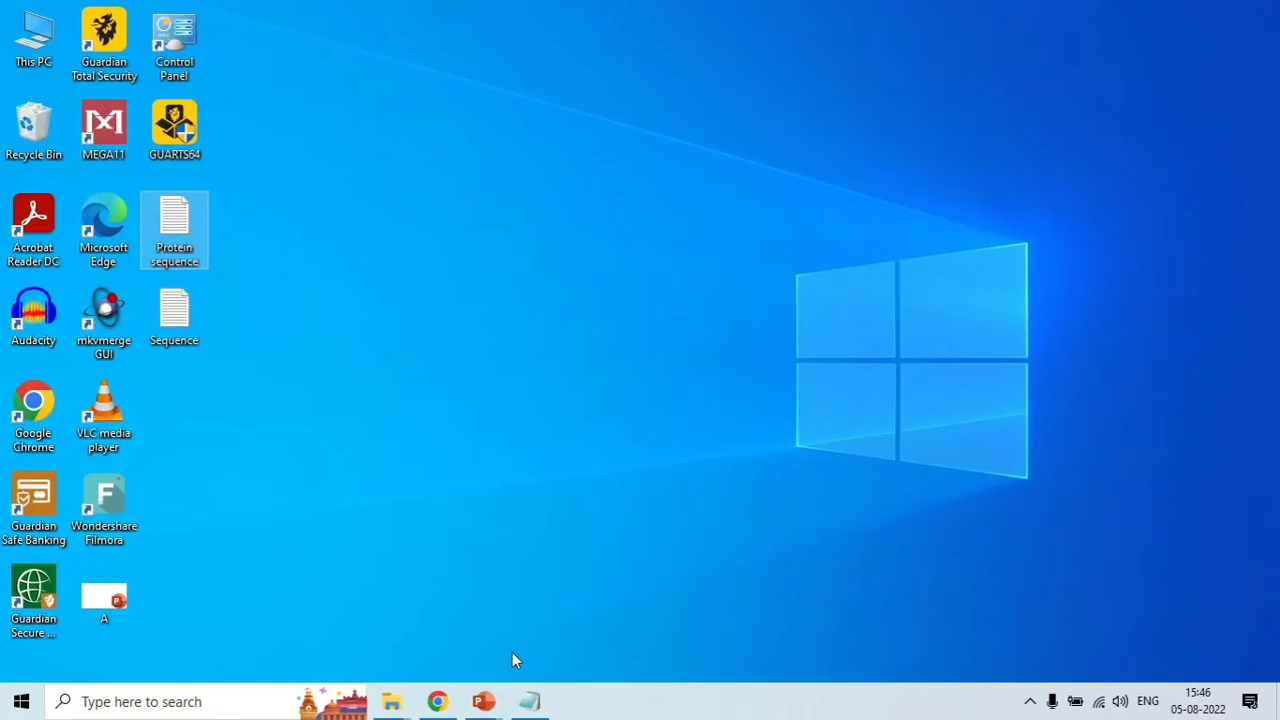 This PC
Guardian
Total Security
Control
Panel
Recycle Bin
MEGA11
GUARTS64
Acrobat
Reader DC
Microsoft
Edge
Protein
sequence
Audacity
mkvmerge
GUI
Sequence
Google
Chrome
VLC media
player
Guardian
Safe Banking
Wondershare
Filmora
Guardian
Secure ...
A
Type here to search
ENG
15:46
05-08-2022